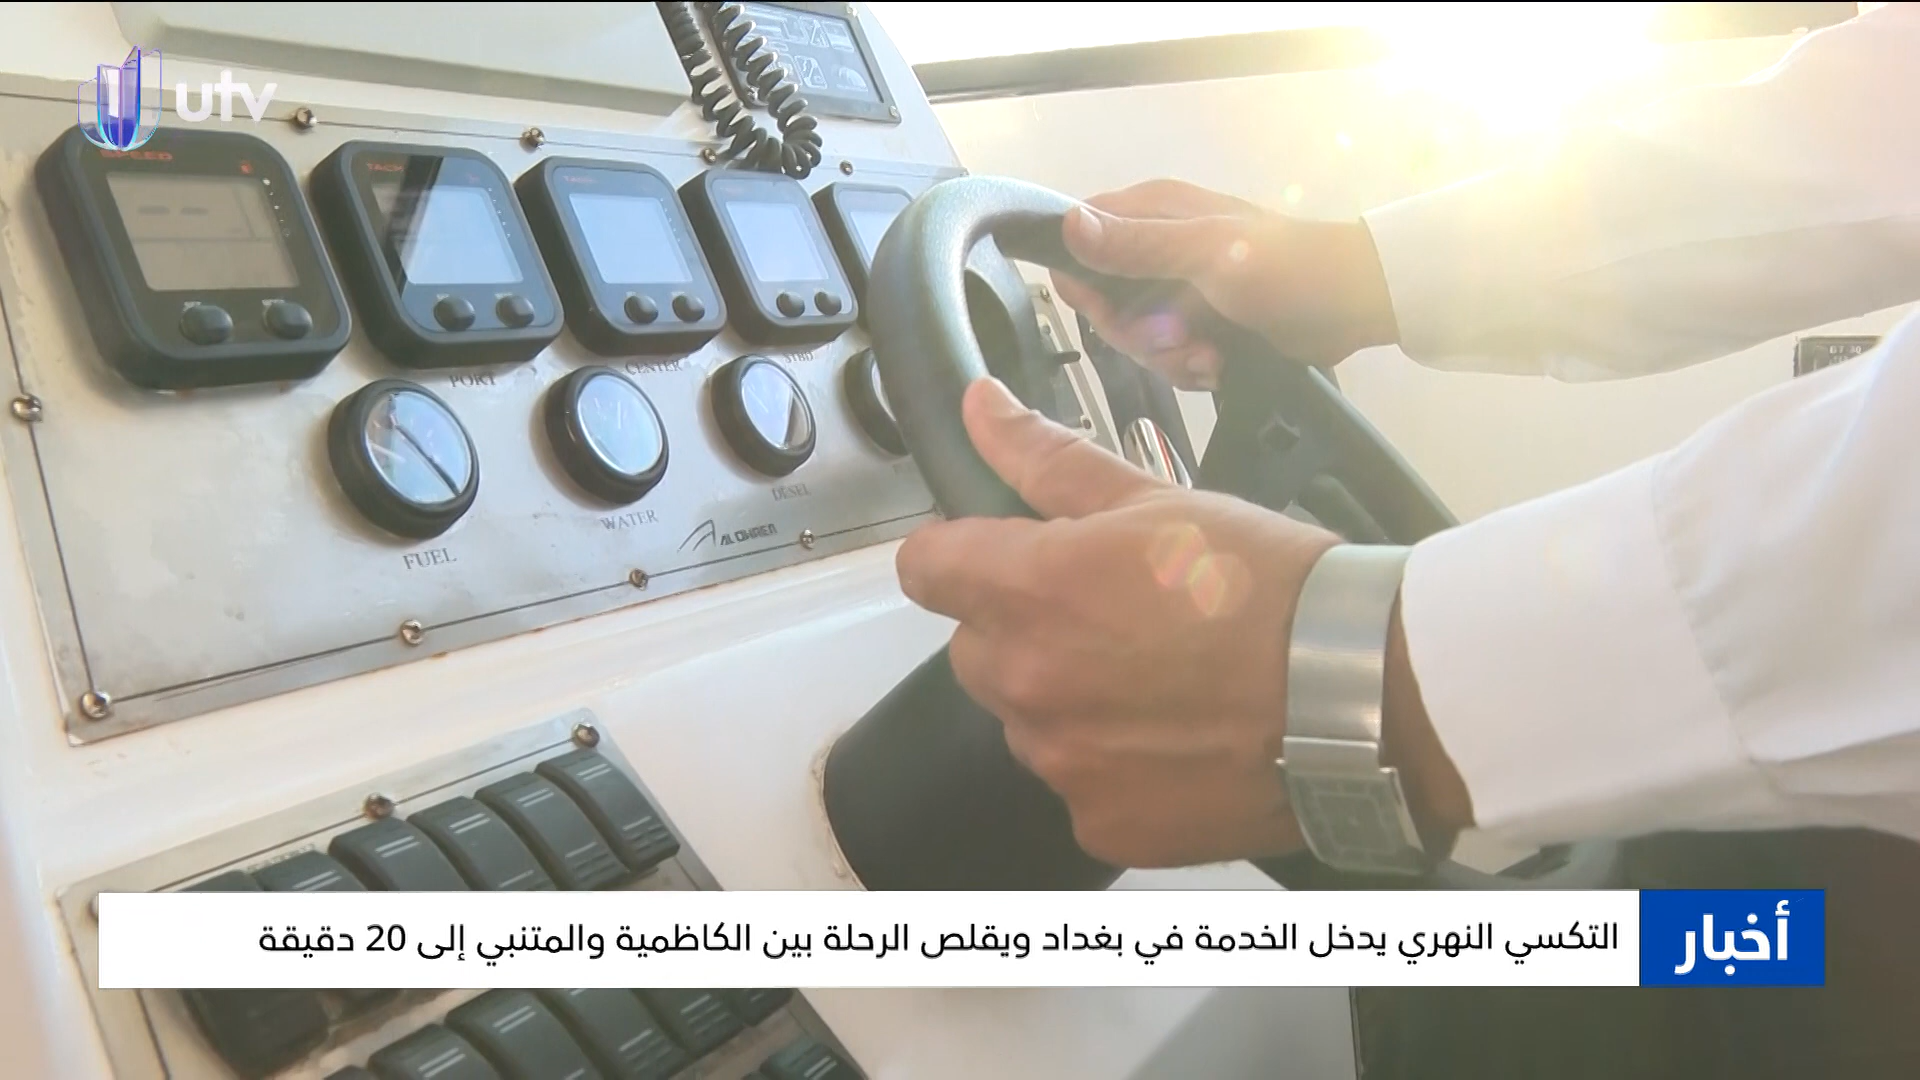 utv
SPEED
TACH
PORT
CENTER
STBD
FUEL
WATER
DESEL
التكسي النهري يدخل الخدمة في بغداد ويقلص الرحلة بين الكاظمية والمتنبي إلى 20 دقيقة
أخبار